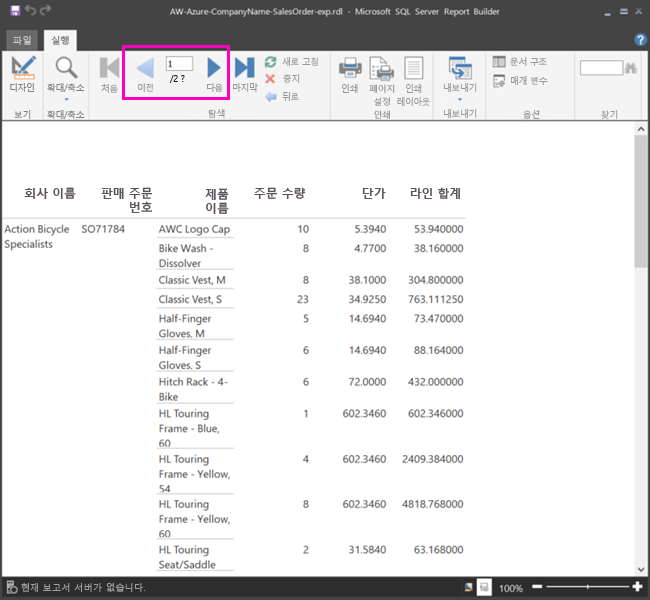 AW-Azure-CompanyName-SalesOrder-exp.rdl - Microsoft SQL Server Report Builder
파일 실행
디자인
보기
확대/축소
확대/축소
처음
이전
1
/2 ?
다음
마지막
새로 고침
중지
뒤로
탐색
인쇄
페이지
설정
인쇄
레이아웃
인쇄
내보내기
내보내기
문서 구조
매개 변수
옵션
찾기
회사 이름 판매 주문 번호 제품 이름 주문 수량 단가 라인 합계
Action Bicycle Specialists SO71784 AWC Logo Cap 10 5.3940 53.940000
Bike Wash - Dissolver 8 4.7700 38.160000
Classic Vest, M 8 38.1000 304.800000
Classic Vest, S 23 34.9250 763.111250
Half-Finger Gloves, M 5 14.6940 73.470000
Half-Finger Gloves, S 6 14.6940 88.164000
Hitch Rack - 4-Bike 6 72.0000 432.000000
HL Touring Frame - Blue, 60 1 602.3460 602.346000
HL Touring Frame - Yellow, 54 4 602.3460 2409.384000
HL Touring Frame - Yellow, 60 8 602.3460 4818.768000
HL Touring Seat/Saddle 2 31.5840 63.168000
현재 보고서 서버가 없습니다.
100%